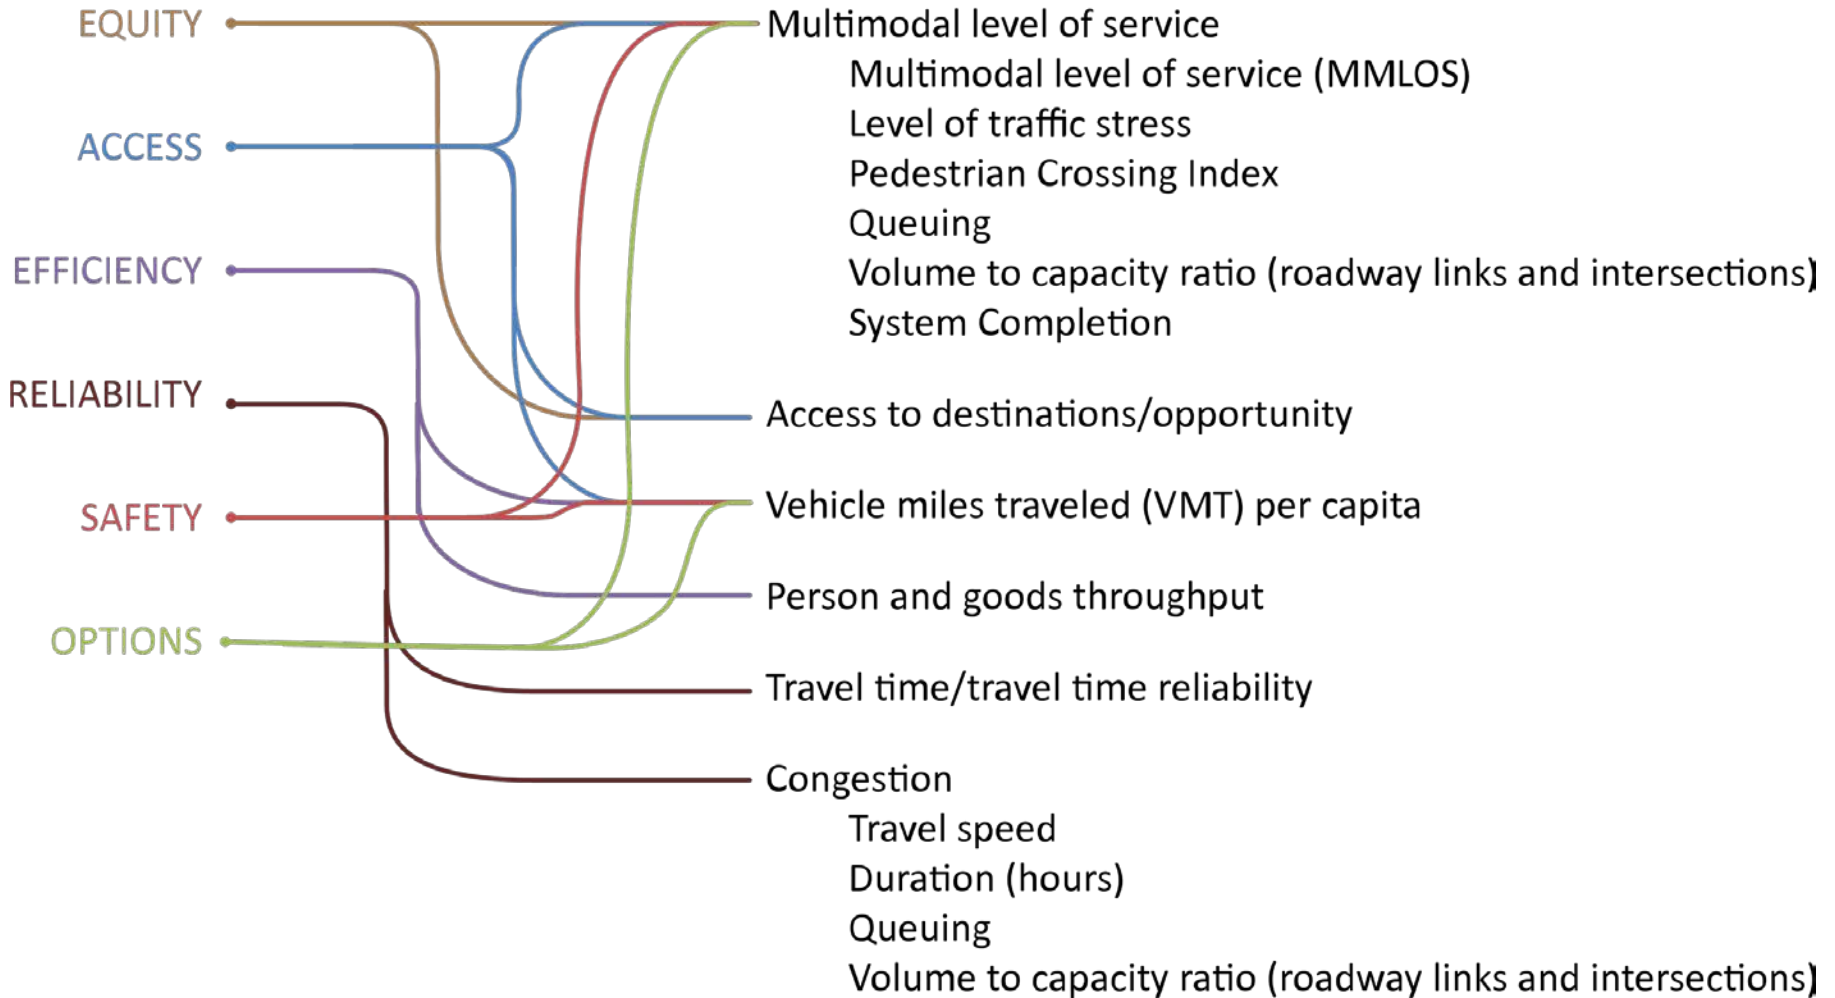 EQUITY
ACCESS
EFFICIENCY
RELIABILITY
SAFETY
OPTIONS
Multimodal level of service
Multimodal level of service (MMLOS)
Level of traffic stress
Pedestrian Crossing Index
Queuing
Volume to capacity ratio (roadway links and intersections)
System Completion
Access to destinations/opportunity
Vehicle miles traveled (VMT) per capita
Person and goods throughput
Travel time/travel time reliability
Congestion
Travel speed
Duration (hours)
Queuing
Volume to capacity ratio (roadway links and intersections)